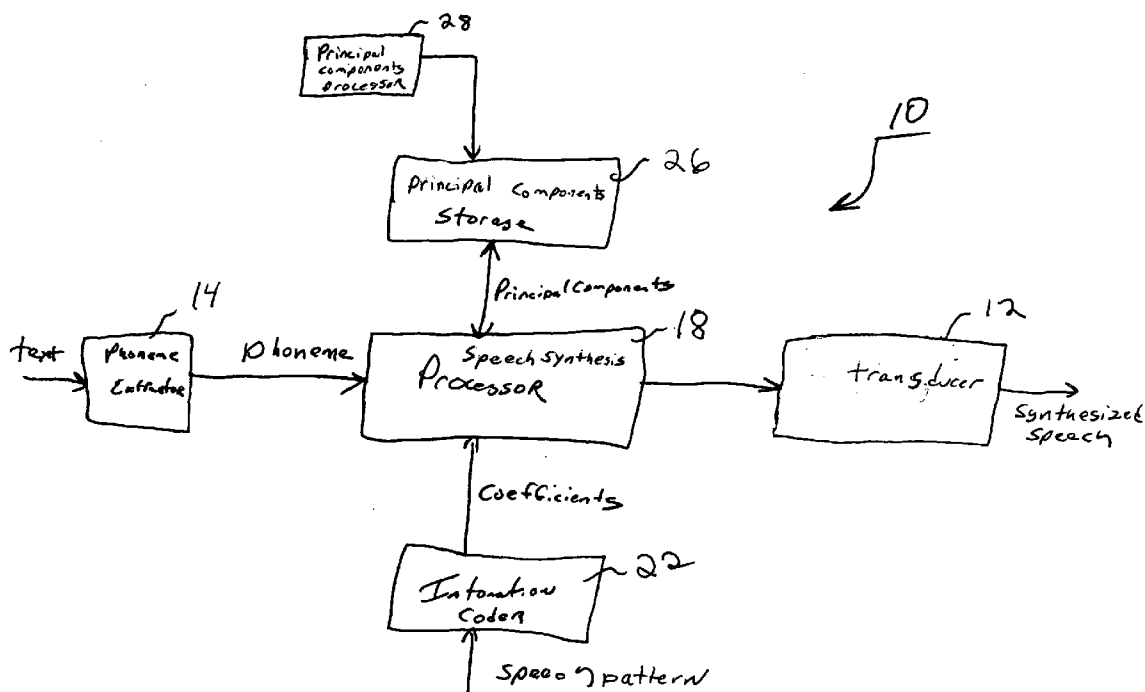 28
Principal
components
processor
10
26
Principal Components
Storage
Principal Components
14
18
12
text
Phoneme
Extractor
Phoneme
Speech synthesis
Processor
transducer
synthesized
speech
Coefficients
22
Intonation
Coder
Speech pattern